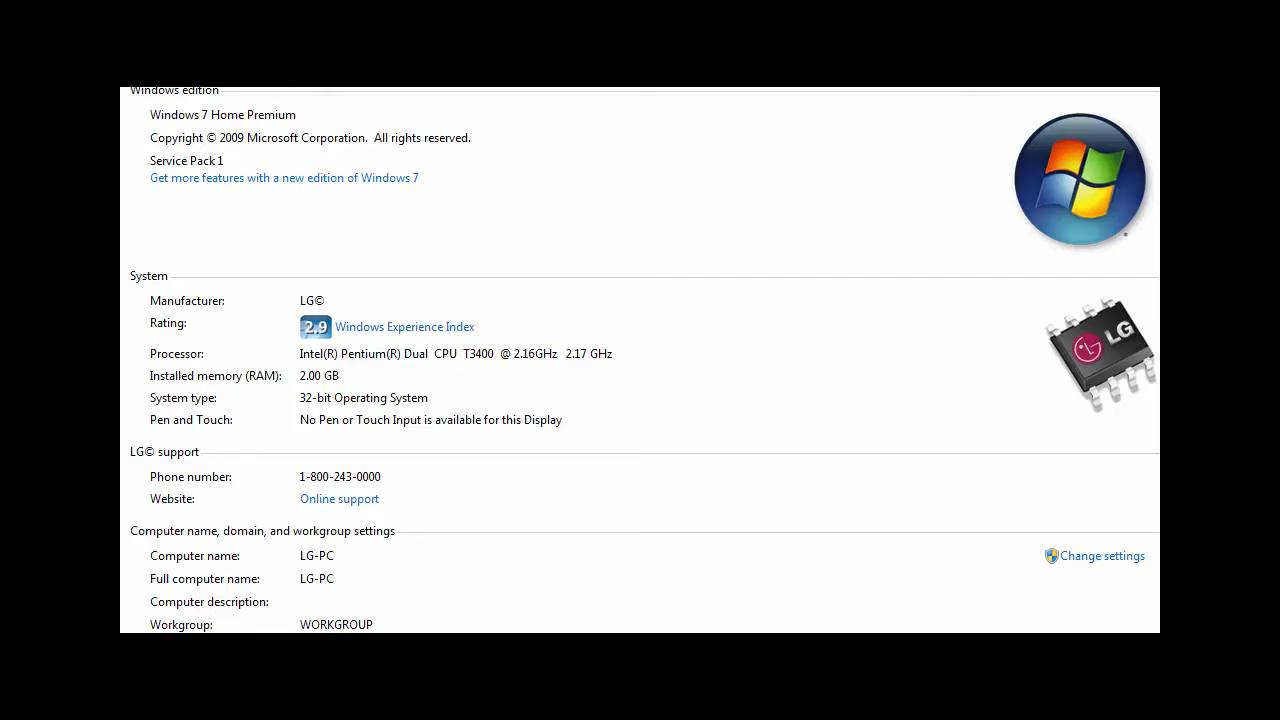 Windows edition
Windows 7 Home Premium
Copyright © 2009 Microsoft Corporation. All rights reserved.
Service Pack 1
Get more features with a new edition of Windows 7
System
Manufacturer: LG©
Rating: 2.9 Windows Experience Index
Processor: Intel(R) Pentium(R) Dual CPU T3400 @ 2.16GHz 2.17 GHz
Installed memory (RAM): 2.00 GB
System type: 32-bit Operating System
Pen and Touch: No Pen or Touch Input is available for this Display
LG
LG© support
Phone number: 1-800-243-0000
Website: Online support
Computer name, domain, and workgroup settings
Computer name: LG-PC Change settings
Full computer name: LG-PC
Computer description:
Workgroup: WORKGROUP